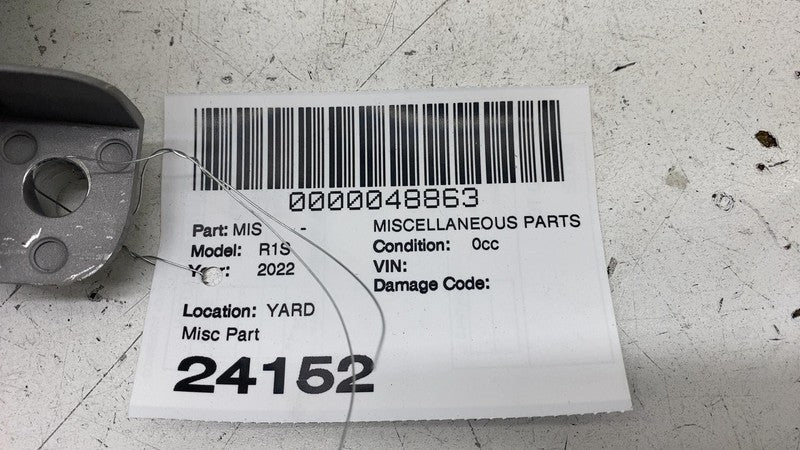 0000048863
Part: MIS - MISCELLANEOUS PARTS
Model: R1S Condition: 0cc
2022 VIN:
Damage Code:
Location: YARD
Misc Part
24152